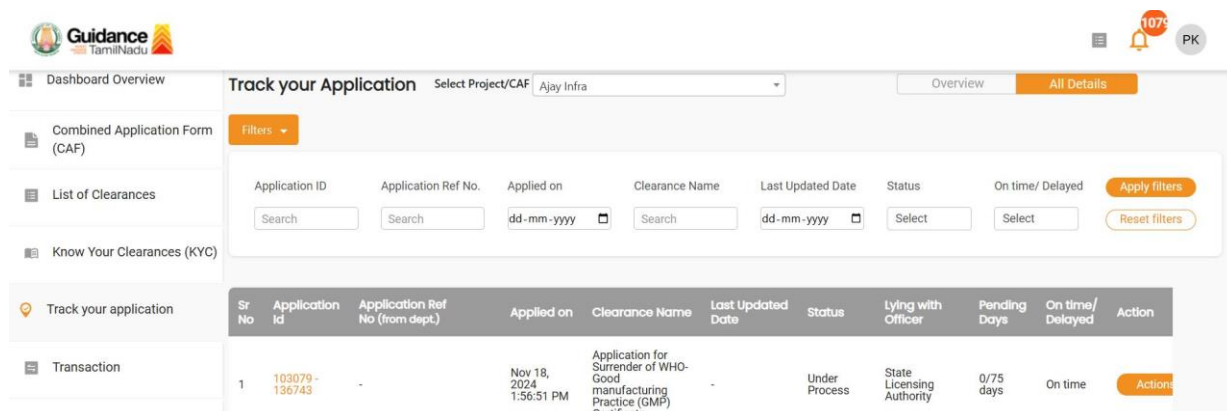 Guidance
TamilNadu
1079
PK
Dashboard Overview
Track your Application Select Project/CAF Ajay Infra Overview All Details
Combined Application Form
(CAF)
Filters
List of Clearances
Application ID Application Ref No. Applied on Clearance Name Last Updated Date Status On time/ Delayed Apply filters
Search Search dd-mm-yyyy Search dd-mm-yyyy Select Select Reset filters
Know Your Clearances (KYC)
Track your application
Sr Application Application Ref Applied on Clearance Name Last Updated Status Lying with Pending On time/ Action
No Id No (from dept.) Date Officer Days Delayed
Transaction
1 103079 - - Nov 18, Application for - Under State 0/75 On time Actions
136743 2024 Surrender of WHO- Process Licensing days
1:56:51 PM Good Authority
manufacturing
Practice (GMP)